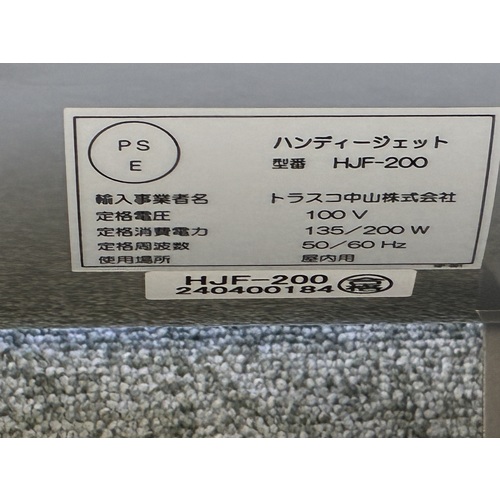 PS
E
ハンディージェット
型番 HJF-200
輸入事業者名 トラスコ中山株式会社
定格電圧 100 V
定格消費電力 135/200 W
定格周波数 50/60 Hz
使用場所 屋内用
HJF-200
240400184 合格